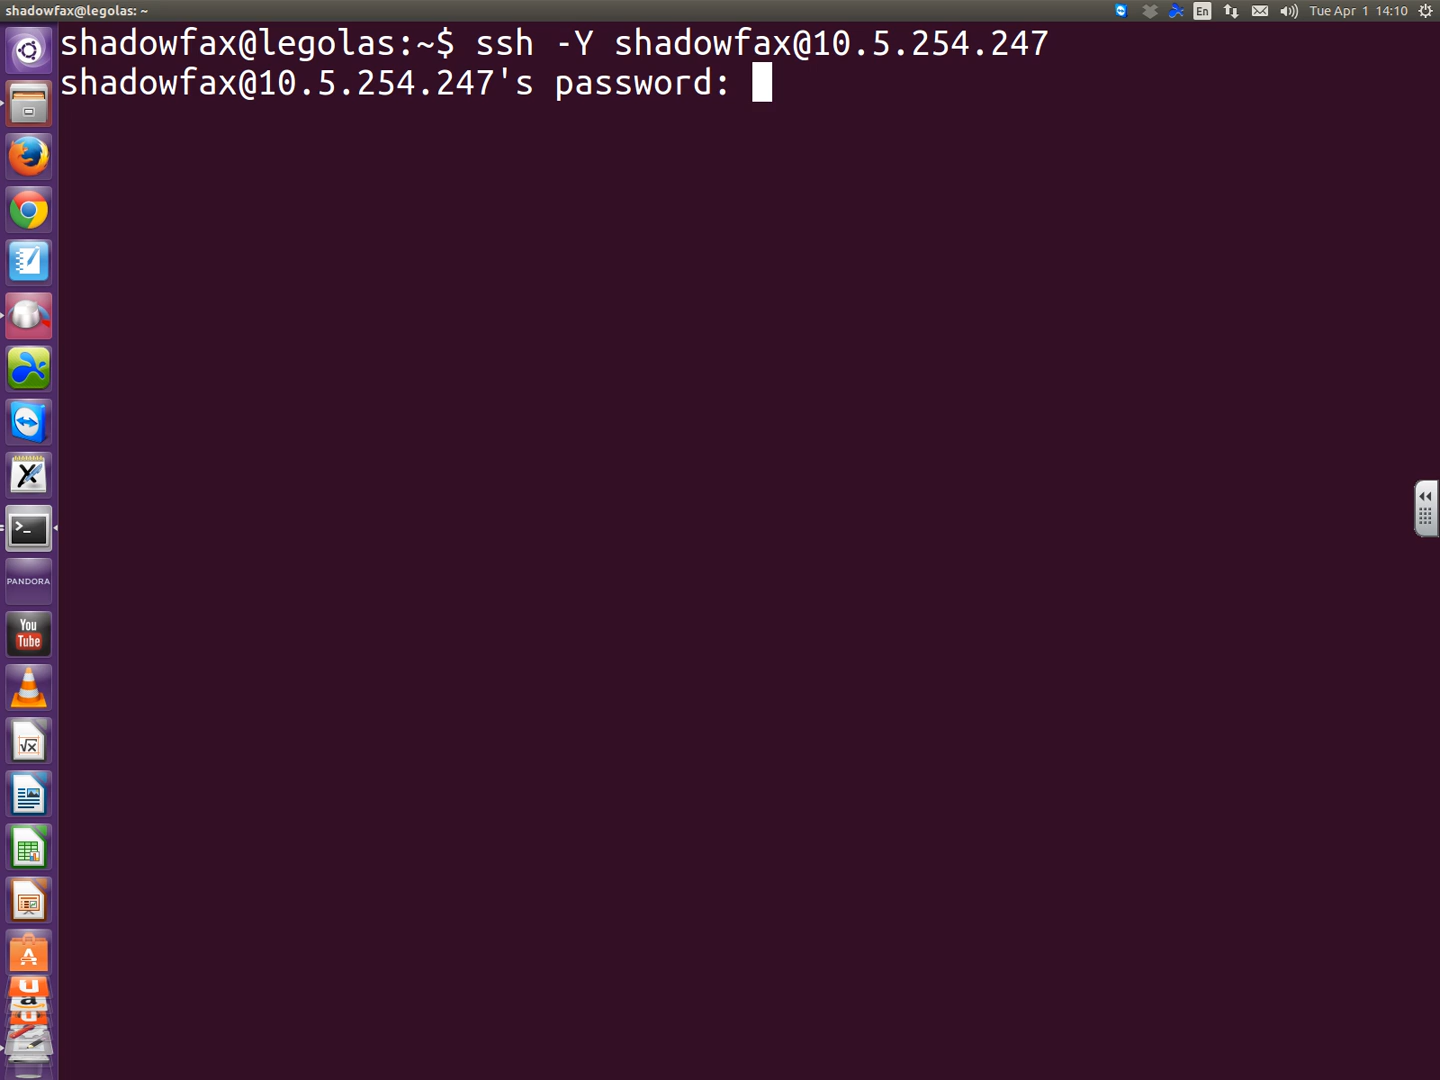 shadowfax@legolas: ~
En
Tue Apr 1 14:10
shadowfax@legolas:~$ ssh -Y shadowfax@10.5.254.247
shadowfax@10.5.254.247's password:
>_
PANDORA
You
Tube
√x
A
u
a
u